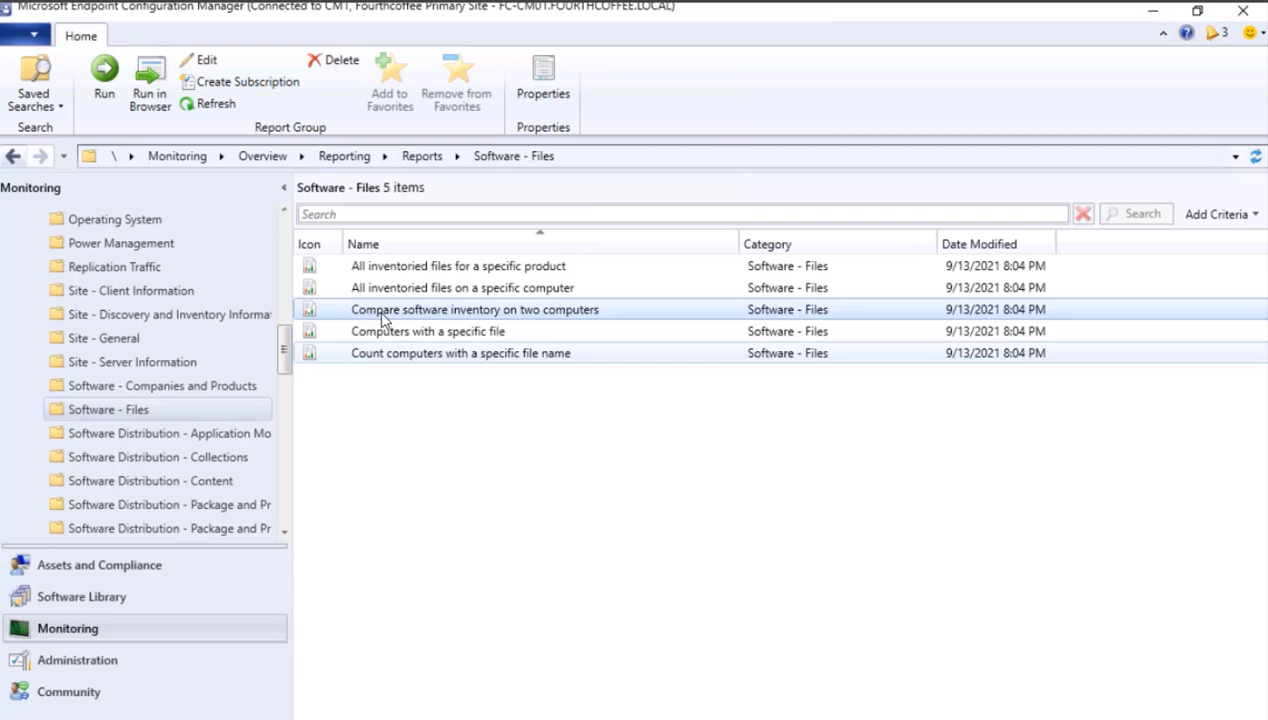 Microsoft Endpoint Configuration Manager (Connected to CM1, Fourthcoffee Primary Site - FC-CM01.FOURTHCOFFEE.LOCAL)
Home
3
Saved Searches
Search
Run
Run in Browser
Edit
Create Subscription
Refresh
Delete
Add to Favorites
Remove from Favorites
Report Group
Properties
Properties
\ Monitoring Overview Reporting Reports Software - Files
Monitoring
Operating System
Power Management
Replication Traffic
Site - Client Information
Site - Discovery and Inventory Informa
Site - General
Site - Server Information
Software - Companies and Products
Software - Files
Software Distribution - Application Mo
Software Distribution - Collections
Software Distribution - Content
Software Distribution - Package and Pr
Software Distribution - Package and Pr
Assets and Compliance
Software Library
Monitoring
Administration
Community
Software - Files 5 items
Search
Search
Add Criteria
Icon Name Category Date Modified
All inventoried files for a specific product Software - Files 9/13/2021 8:04 PM
All inventoried files on a specific computer Software - Files 9/13/2021 8:04 PM
Compare software inventory on two computers Software - Files 9/13/2021 8:04 PM
Computers with a specific file Software - Files 9/13/2021 8:04 PM
Count computers with a specific file name Software - Files 9/13/2021 8:04 PM